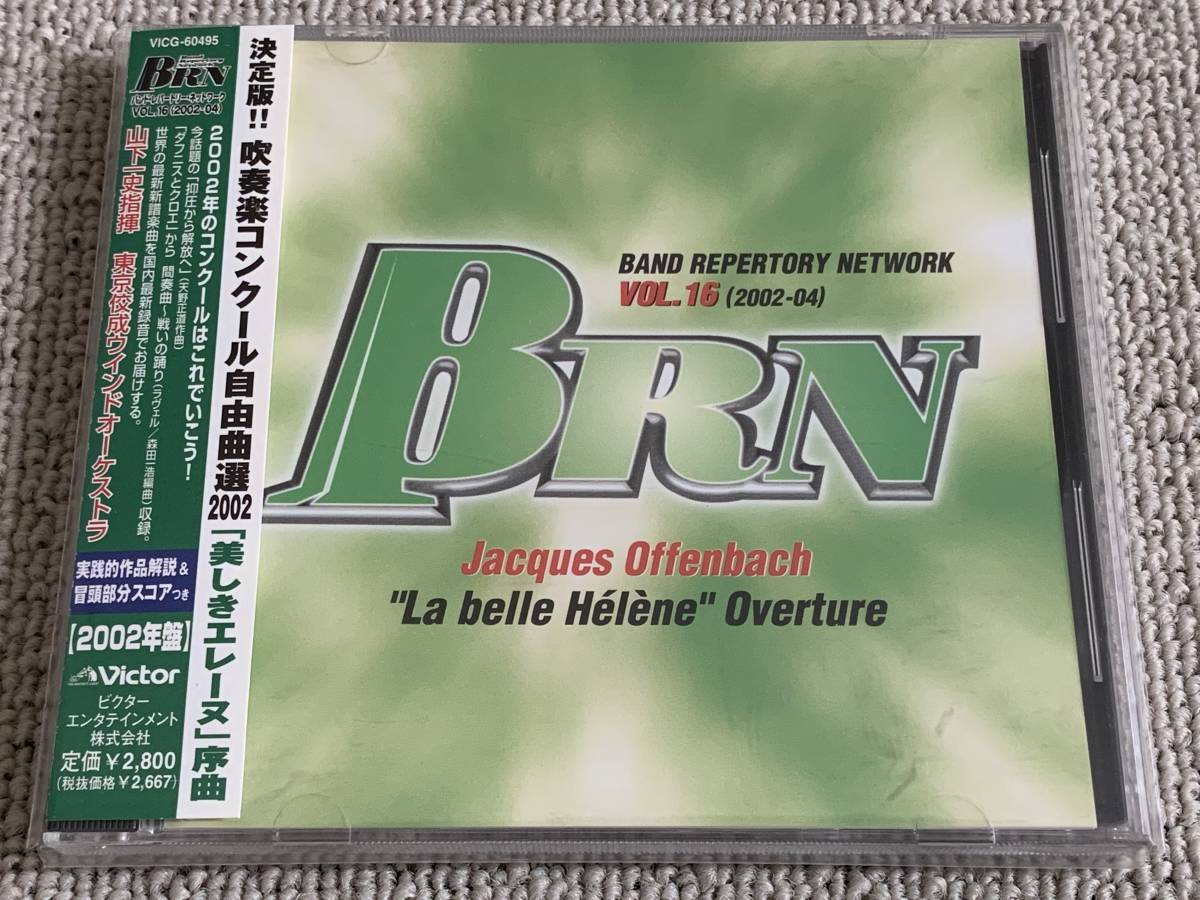 VICG-60495
BRN
バンド・レパートリー・ネットワーク
VOL.16 (2002-04)
決定版!! 吹奏楽コンクール自由曲選2002「美しきエレーヌ」序曲
2002年のコンクールはこれでいこう!
今話題の「抑圧から解放へ」(天野正道作曲)
「ダフニスとクロエ」から 間奏曲~戦いの踊り(ラヴェル/森田一浩編曲)収録。
世界の最新新譜楽曲を国内最新録音でお届けする。
山下一史指揮 東京佼成ウインドオーケストラ
実践的作品解説&
冒頭部分スコアつき
【2002年盤】
Victor
ビクター
エンタテインメント
株式会社
定価¥2,800
(税抜価格¥2,667)
BAND REPERTORY NETWORK
VOL.16 (2002-04)
BRN
Jacques Offenbach
"La belle Hélène" Overture